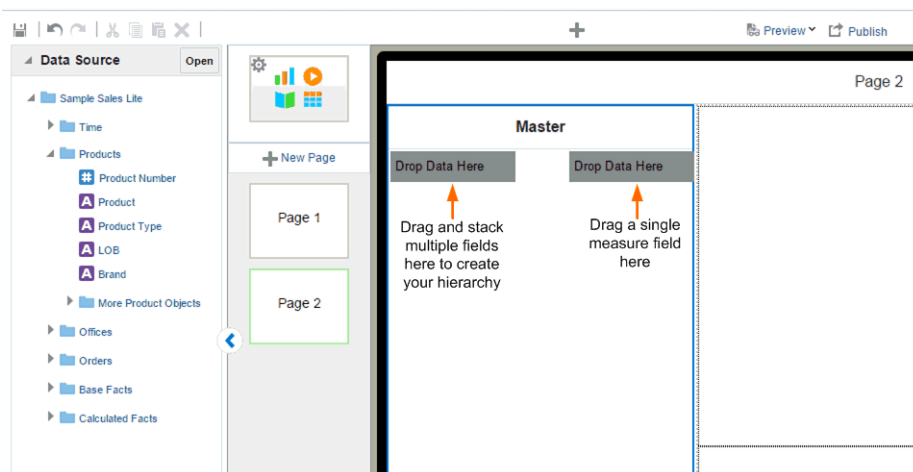 Preview
Publish
Data Source
Open
Sample Sales Lite
Time
Products
# Product Number
A Product
A Product Type
A LOB
A Brand
More Product Objects
Offices
Orders
Base Facts
Calculated Facts
New Page
Page 1
Page 2
Page 2
Master
Drop Data Here
Drop Data Here
Drag and stack
multiple fields
here to create
your hierarchy
Drag a single
measure field
here